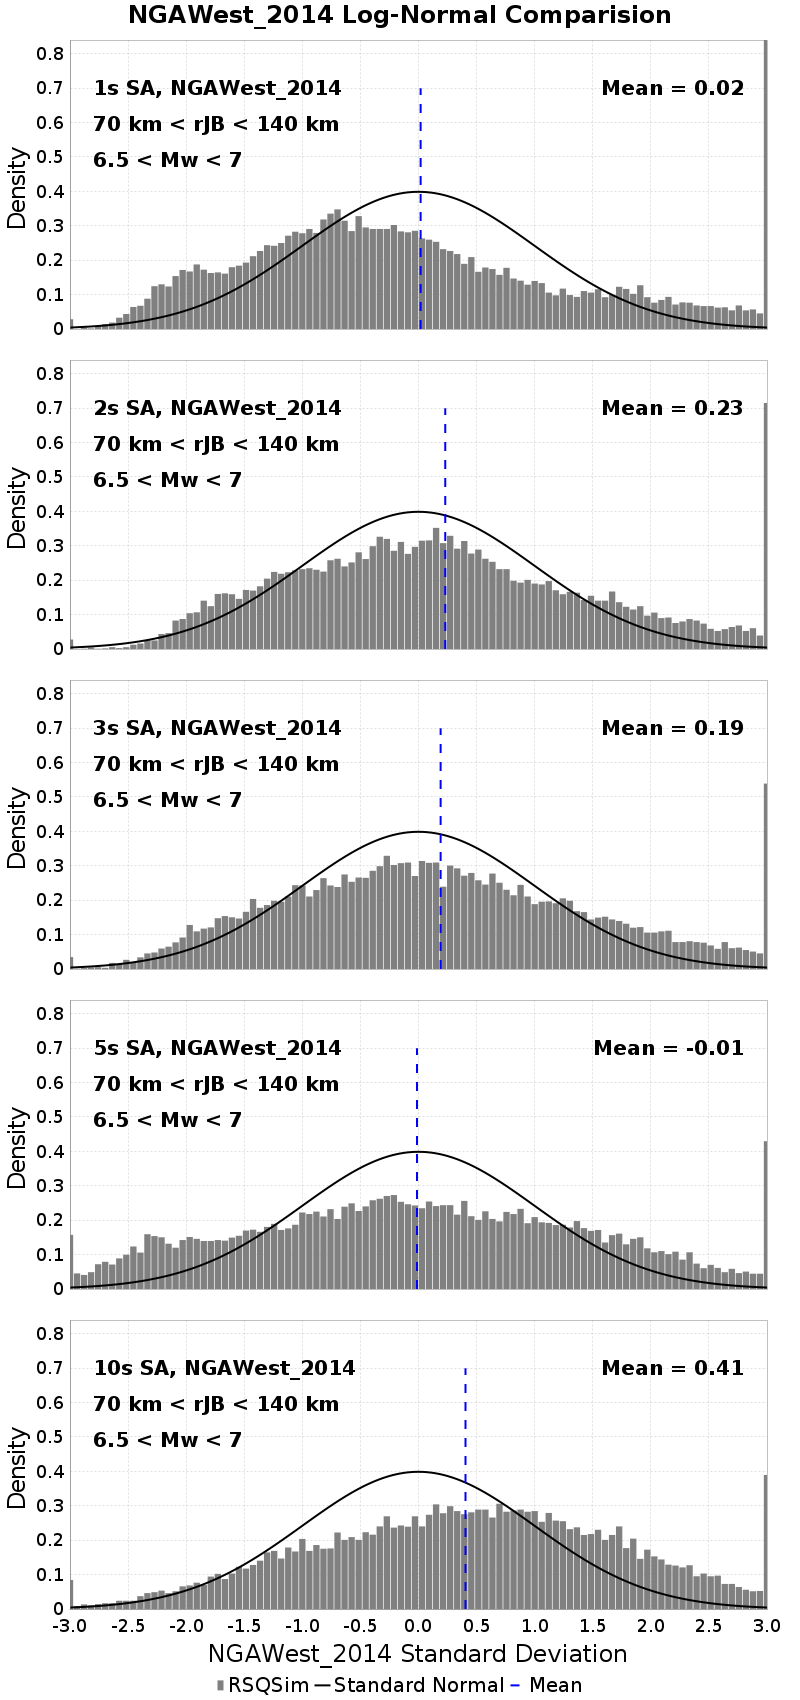 NGAWest_2014 Log-Normal Comparision
0.8
0.7
0.6
0.5
0.4
0.3
0.2
0.1
0
Density
1s SA, NGAWest_2014
Mean = 0.02
70 km < rJB < 140 km
6.5 < Mw < 7
0.8
0.7
0.6
0.5
0.4
0.3
0.2
0.1
0
Density
2s SA, NGAWest_2014
Mean = 0.23
70 km < rJB < 140 km
6.5 < Mw < 7
0.8
0.7
0.6
0.5
0.4
0.3
0.2
0.1
0
Density
3s SA, NGAWest_2014
Mean = 0.19
70 km < rJB < 140 km
6.5 < Mw < 7
0.8
0.7
0.6
0.5
0.4
0.3
0.2
0.1
0
Density
5s SA, NGAWest_2014
Mean = -0.01
70 km < rJB < 140 km
6.5 < Mw < 7
0.8
0.7
0.6
0.5
0.4
0.3
0.2
0.1
0
Density
10s SA, NGAWest_2014
Mean = 0.41
70 km < rJB < 140 km
6.5 < Mw < 7
-3.0 -2.5 -2.0 -1.5 -1.0 -0.5 0.0 0.5 1.0 1.5 2.0 2.5 3.0
NGAWest_2014 Standard Deviation
RSQSim Standard Normal Mean